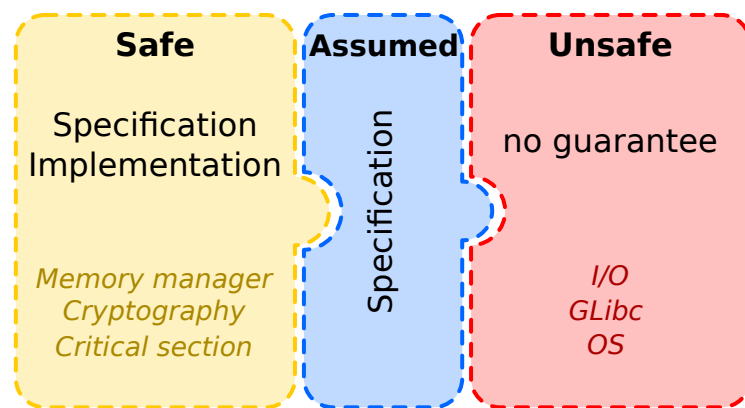 Safe
Specification
Implementation
Memory manager
Cryptography
Critical section
Assumed
Specification
Unsafe
no guarantee
I/O
GLibc
OS